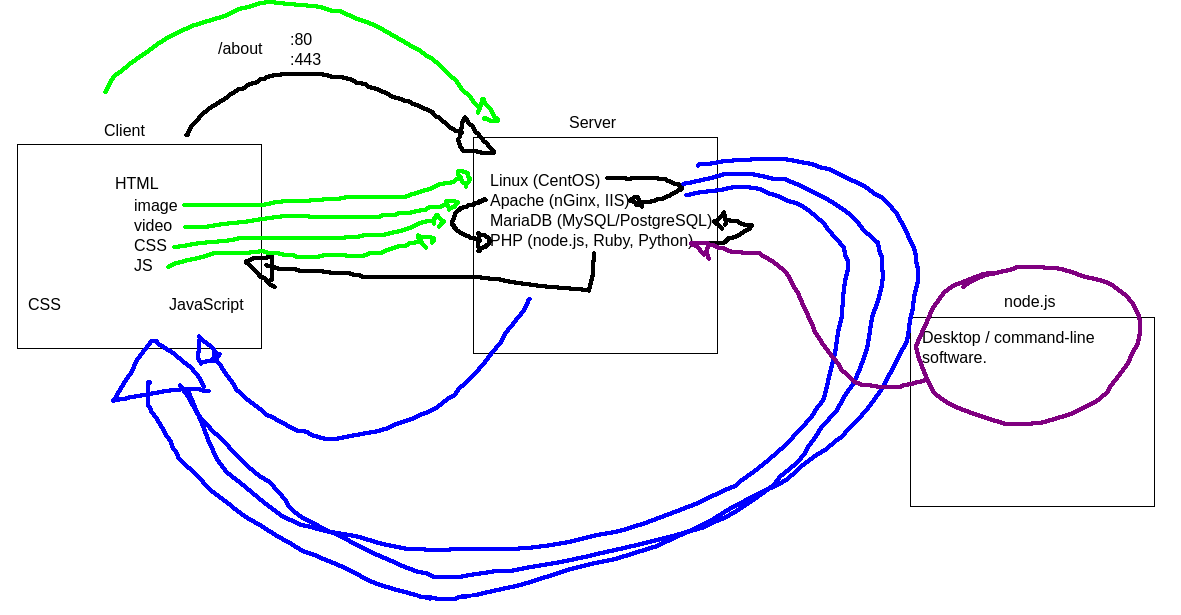 /about
:80
:443
Client
HTML
image
video
CSS
JS
CSS
JavaScript
Server
Linux (CentOS)
Apache (nGinx, IIS)
MariaDB (MySQL/PostgreSQL)
PHP (node.js, Ruby, Python)
node.js
Desktop / command-line
software.